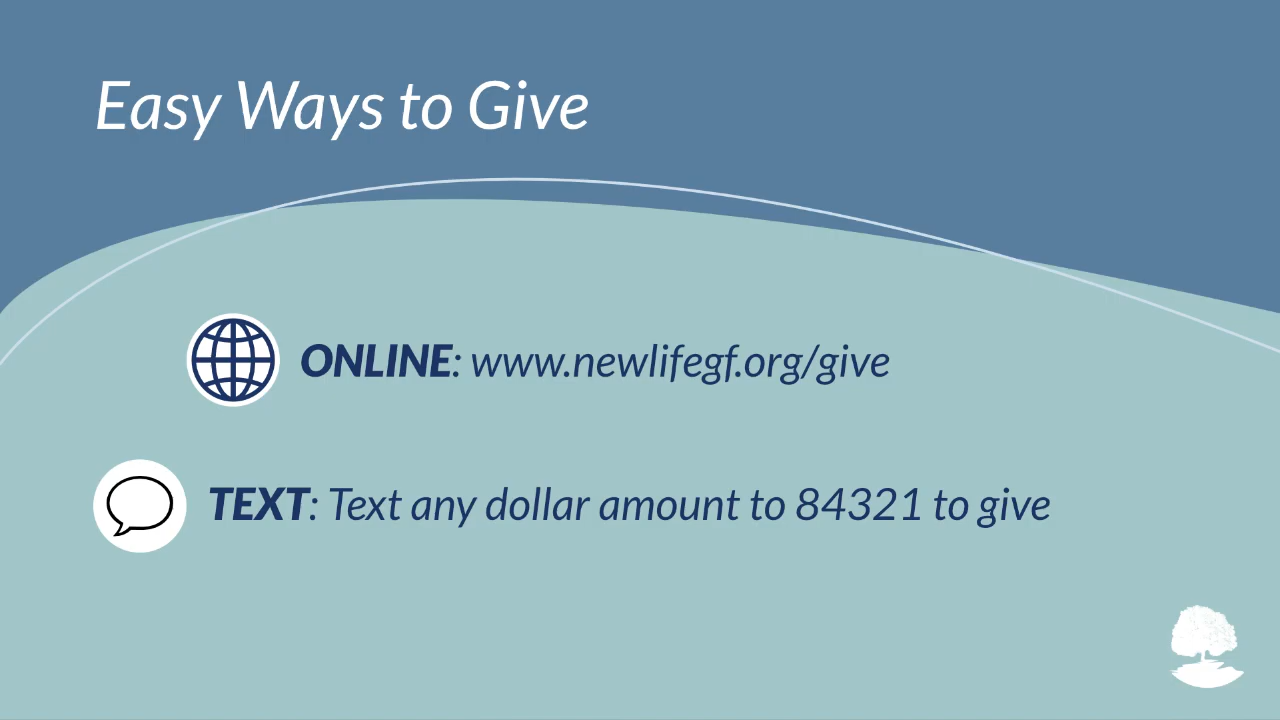 Easy Ways to Give
ONLINE: www.newlifegf.org/give
TEXT: Text any dollar amount to 84321 to give